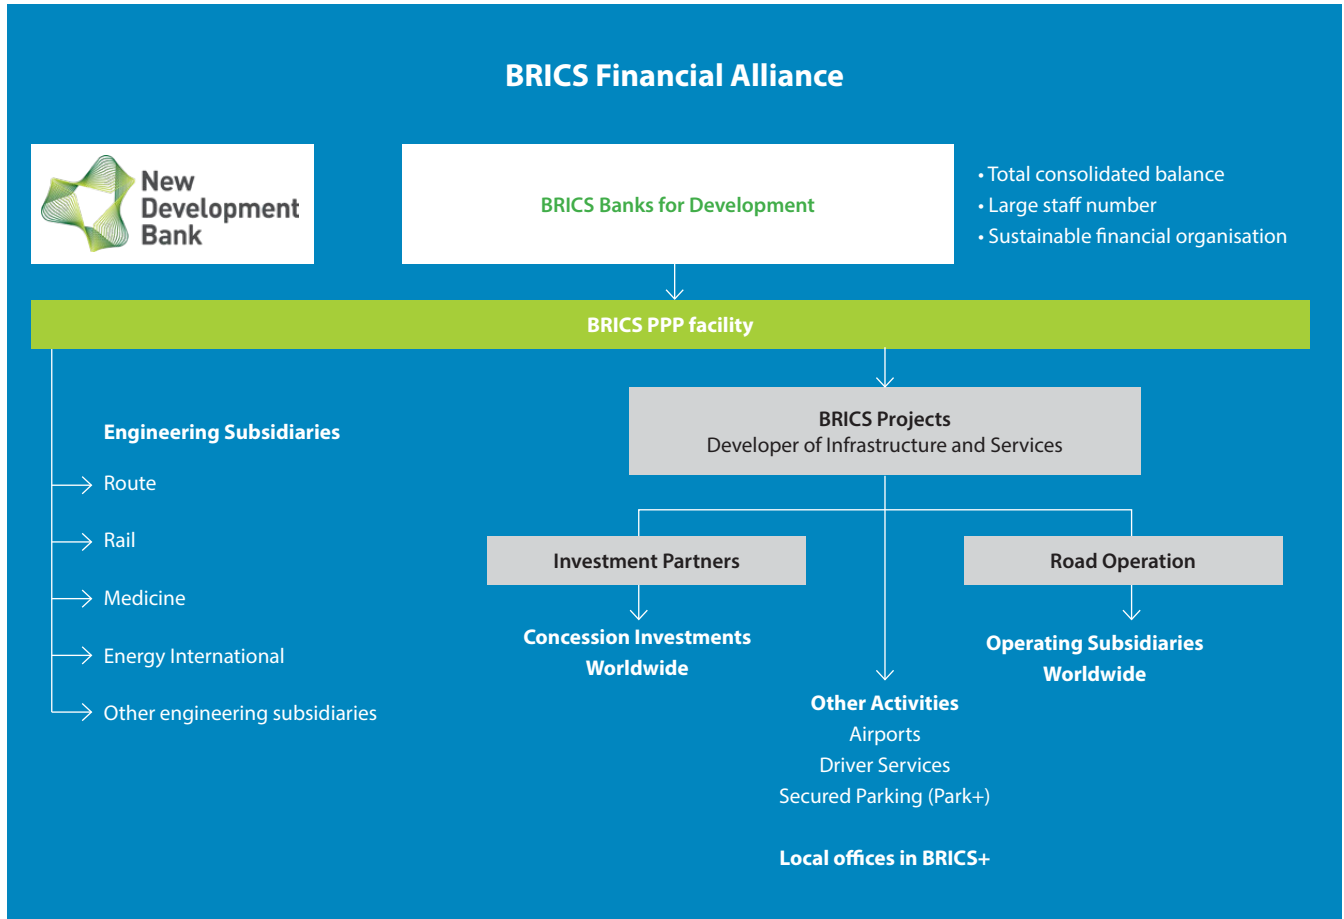 BRICS Financial Alliance
New
Development
Bank
BRICS Banks for Development
• Total consolidated balance
• Large staff number
• Sustainable financial organisation
BRICS PPP facility
Engineering Subsidiaries
Route
Rail
Medicine
Energy International
Other engineering subsidiaries
BRICS Projects
Developer of Infrastructure and Services
Investment Partners
Concession Investments
Worldwide
Road Operation
Operating Subsidiaries
Worldwide
Other Activities
Airports
Driver Services
Secured Parking (Park+)
Local offices in BRICS+